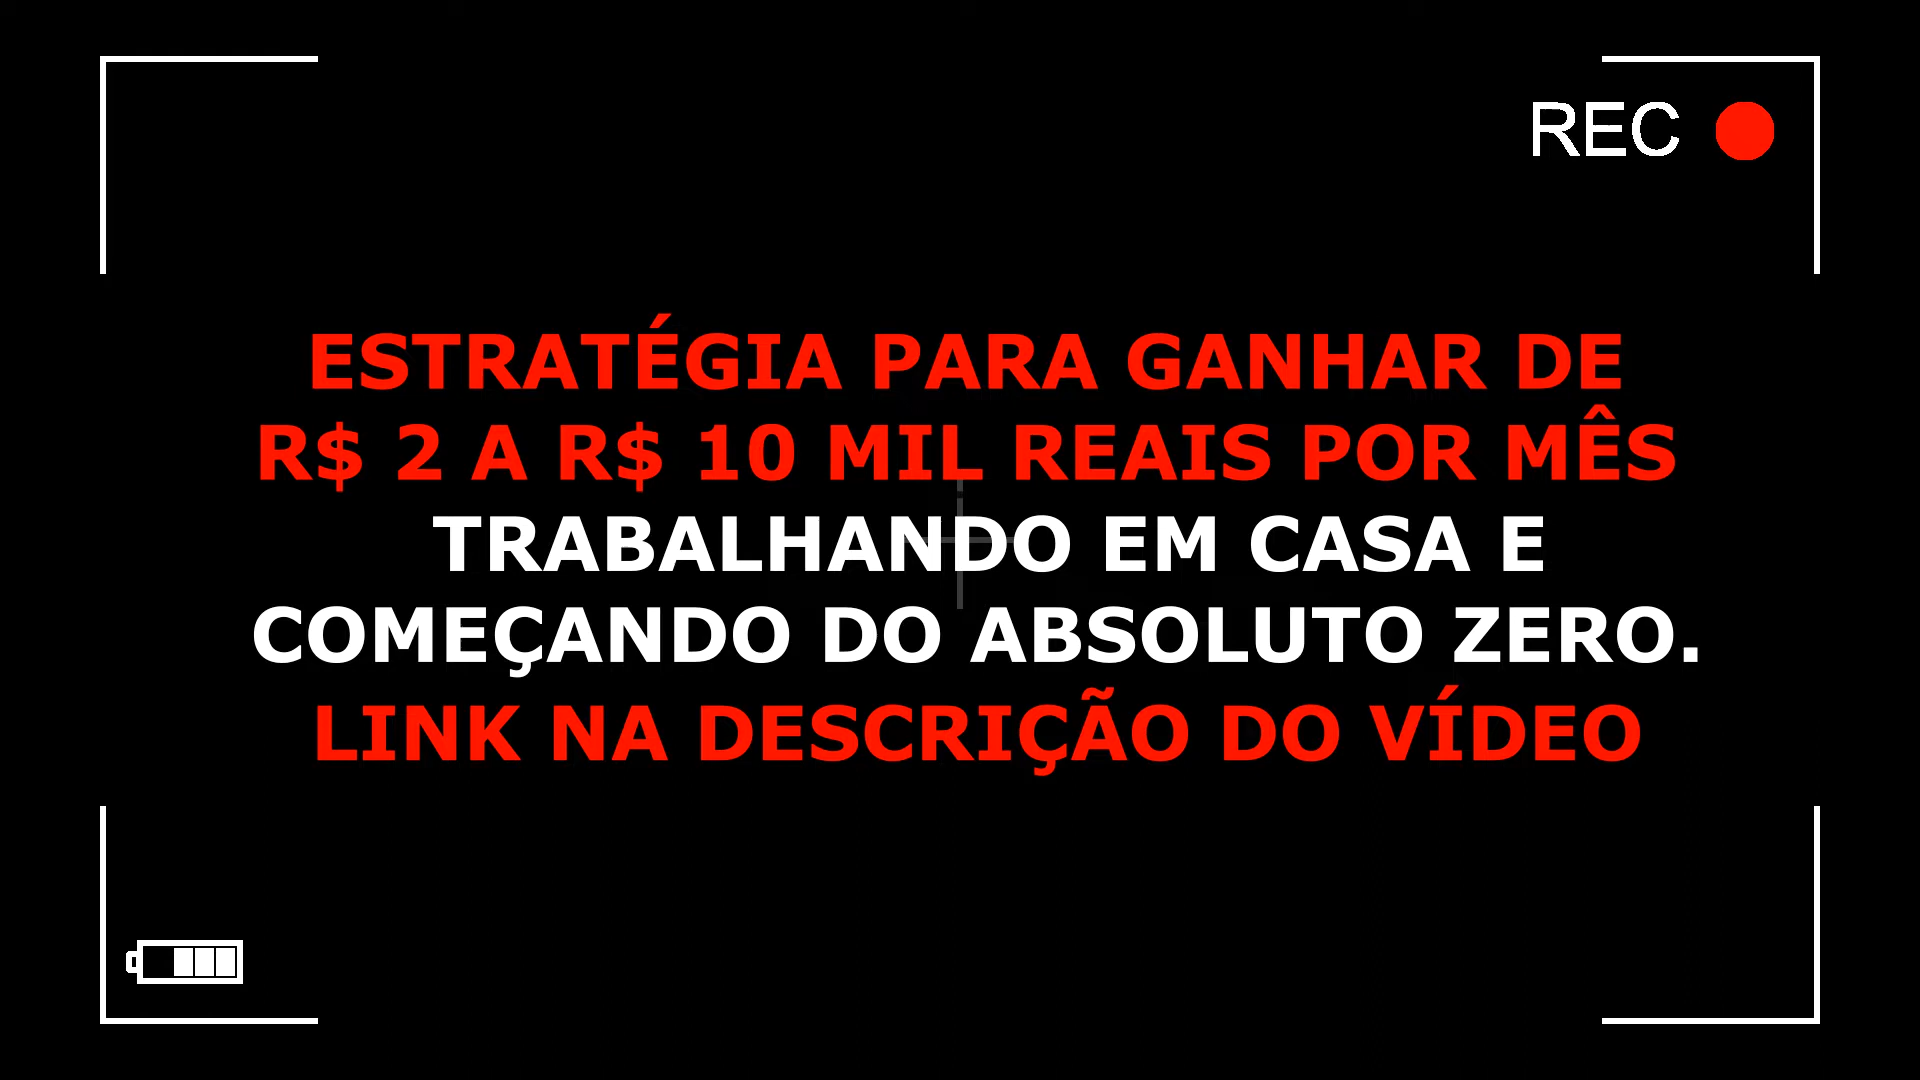 REC
ESTRATÉGIA PARA GANHAR DE
R$ 2 A R$ 10 MIL REAIS POR MÊS
TRABALHANDO EM CASA E
COMEÇANDO DO ABSOLUTO ZERO.
LINK NA DESCRIÇÃO DO VÍDEO